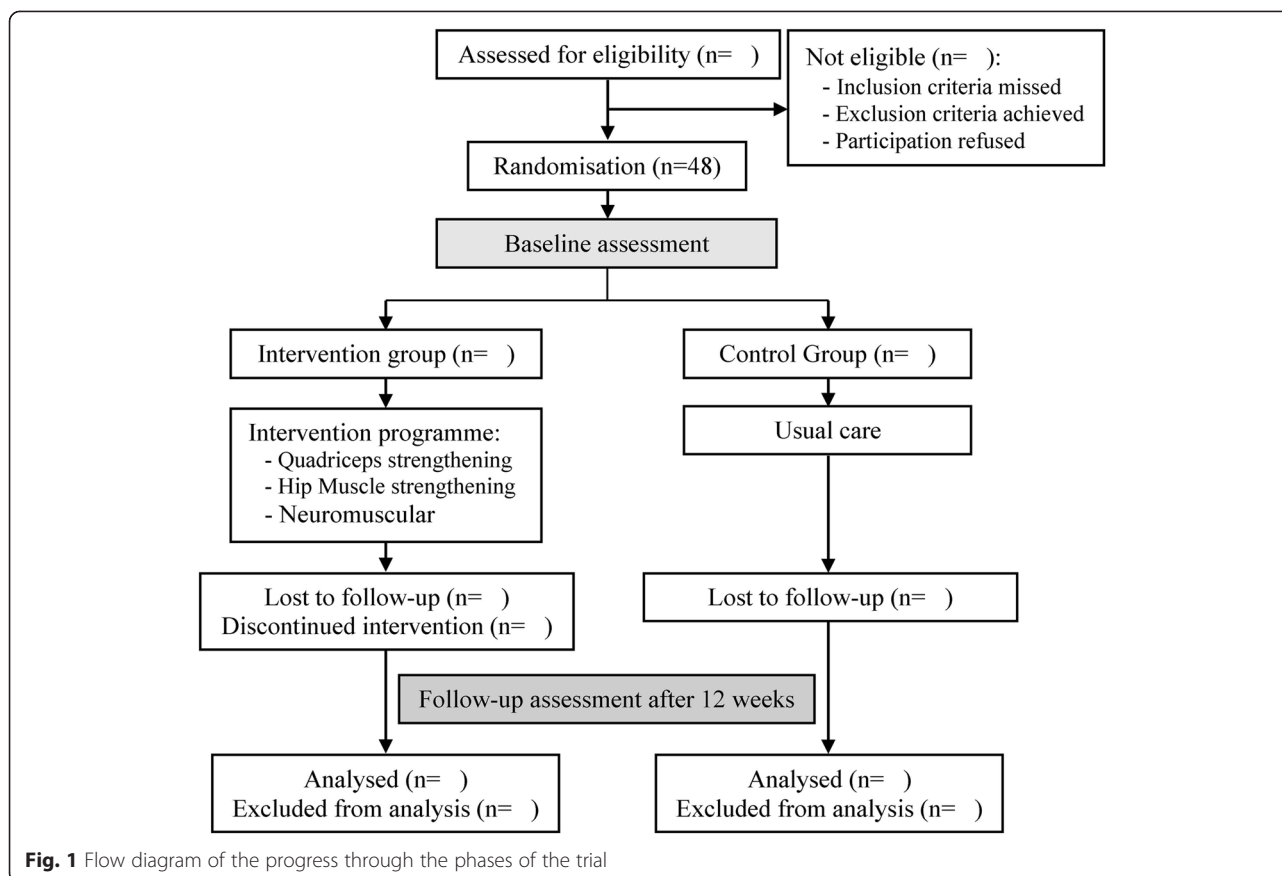 Assessed for eligibility (n=   )
Not eligible (n=   ):
- Inclusion criteria missed
- Exclusion criteria achieved
- Participation refused
Randomisation (n=48)
Baseline assessment
Intervention group (n=   )
Control Group (n=   )
Intervention programme:
- Quadriceps strengthening
- Hip Muscle strengthening
- Neuromuscular
Usual care
Lost to follow-up (n=   )
Discontinued intervention (n=   )
Lost to follow-up (n=   )
Follow-up assessment after 12 weeks
Analysed (n=   )
Excluded from analysis (n=   )
Analysed (n=   )
Excluded from analysis (n=   )
Fig. 1 Flow diagram of the progress through the phases of the trial